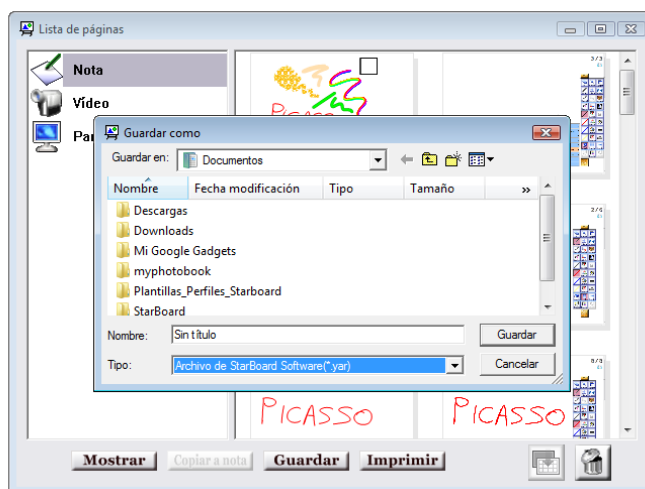 Lista de páginas
Nota
Vídeo
Guardar como
Guardar en: Documentos
Nombre Fecha modificación Tipo Tamaño »
Descargas
Downloads
Mi Google Gadgets
myphotobook
Plantillas_Perfiles_Starboard
StarBoard
Nombre: Sin título Guardar
Tipo: Archivo de StarBoard Software(*.yar) Cancelar
PICASSO PICASSO
Mostrar Copiar a nota Guardar Imprimir